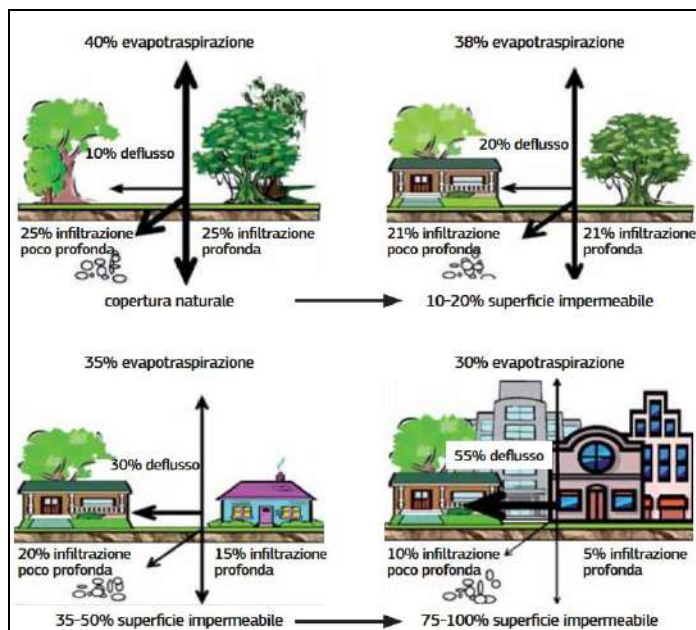 40% evapotraspirazione
10% deflusso
25% infiltrazione
poco profonda
25% infiltrazione
profonda
copertura naturale
38% evapotraspirazione
20% deflusso
21% infiltrazione
poco profonda
21% infiltrazione
profonda
10-20% superficie impermeabile
35% evapotraspirazione
30% deflusso
20% infiltrazione
poco profonda
15% infiltrazione
profonda
35-50% superficie impermeabile
30% evapotraspirazione
55% deflusso
10% infiltrazione
poco profonda
5% infiltrazione
profonda
75-100% superficie impermeabile